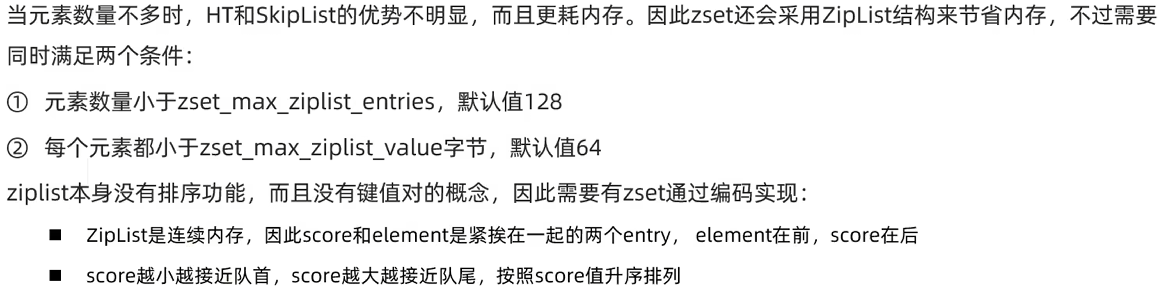 当元素数量不多时，HT和SkipList的优势不明显，而且更耗内存。因此zset还会采用ZipList结构来节省内存，不过需要
同时满足两个条件：
① 元素数量小于zset_max_ziplist_entries，默认值128
② 每个元素都小于zset_max_ziplist_value字节，默认值64
ziplist本身没有排序功能，而且没有键值对的概念，因此需要有zset通过编码实现：
■ ZipList是连续内存，因此score和element是紧挨在一起的两个entry， element在前，score在后
■ score越小越接近队首，score越大越接近队尾，按照score值升序排列